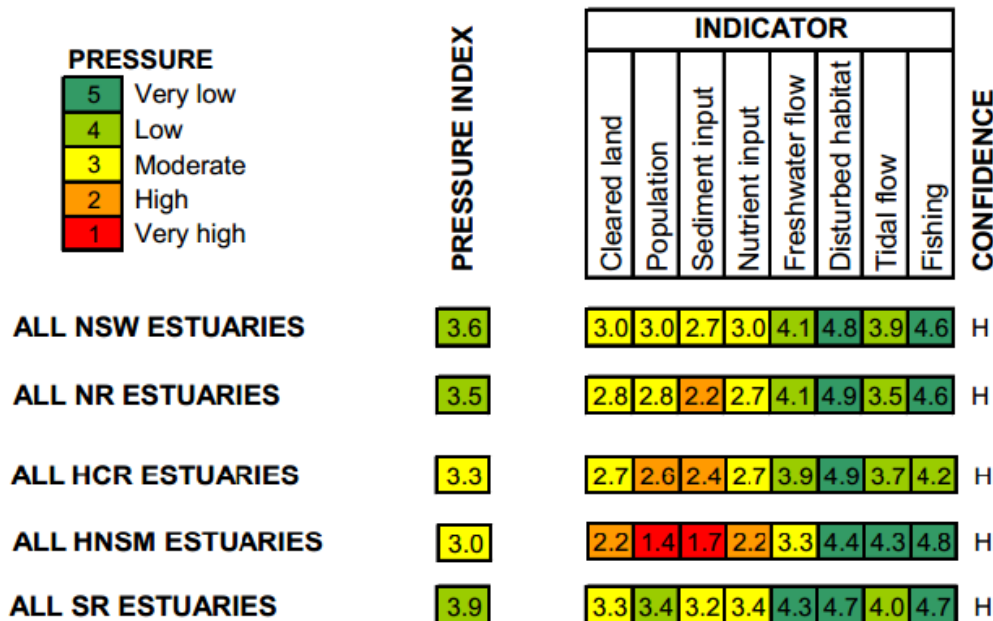 PRESSURE
5 Very low
4 Low
3 Moderate
2 High
1 Very high
PRESSURE INDEX
INDICATOR
Cleared land
Population
Sediment input
Nutrient input
Freshwater flow
Disturbed habitat
Tidal flow
Fishing
CONFIDENCE
ALL NSW ESTUARIES 3.6 3.0 3.0 2.7 3.0 4.1 4.8 3.9 4.6 H
ALL NR ESTUARIES 3.5 2.8 2.8 2.2 2.7 4.1 4.9 3.5 4.6 H
ALL HCR ESTUARIES 3.3 2.7 2.6 2.4 2.7 3.9 4.9 3.7 4.2 H
ALL HNSM ESTUARIES 3.0 2.2 1.4 1.7 2.2 3.3 4.4 4.3 4.8 H
ALL SR ESTUARIES 3.9 3.3 3.4 3.2 3.4 4.3 4.7 4.0 4.7 H